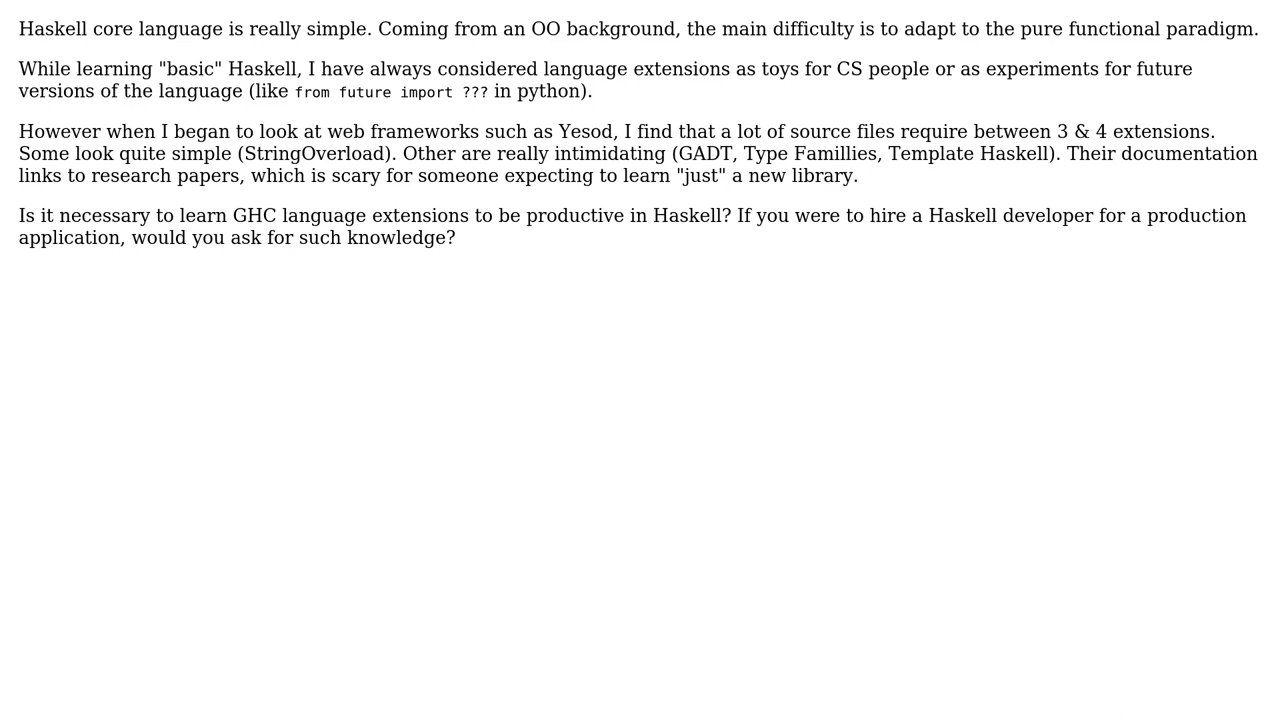 Haskell core language is really simple. Coming from an OO background, the main difficulty is to adapt to the pure functional paradigm.
While learning "basic" Haskell, I have always considered language extensions as toys for CS people or as experiments for future
versions of the language (like from future import ??? in python).
However when I began to look at web frameworks such as Yesod, I find that a lot of source files require between 3 & 4 extensions.
Some look quite simple (StringOverload). Other are really intimidating (GADT, Type Famillies, Template Haskell). Their documentation
links to research papers, which is scary for someone expecting to learn "just" a new library.
Is it necessary to learn GHC language extensions to be productive in Haskell? If you were to hire a Haskell developer for a production
application, would you ask for such knowledge?